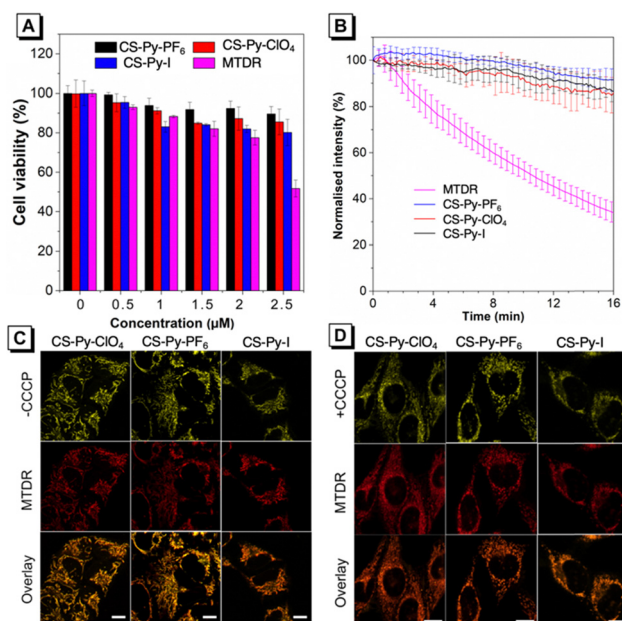 A
CS-Py-PF₆
CS-Py-ClO₄
CS-Py-I
MTDR
Cell viability (%)
120
100
80
60
40
20
0
0
0.5
1
1.5
2
2.5
Concentration (µM)
B
Normalised intensity (%)
100
80
60
40
20
0
MTDR
CS-Py-PF₆
CS-Py-ClO₄
CS-Py-I
0
4
8
12
16
Time (min)
C
CS-Py-ClO₄
CS-Py-PF₆
CS-Py-I
-CCCP
MTDR
Overlay
D
CS-Py-ClO₄
CS-Py-PF₆
CS-Py-I
+CCCP
MTDR
Overlay